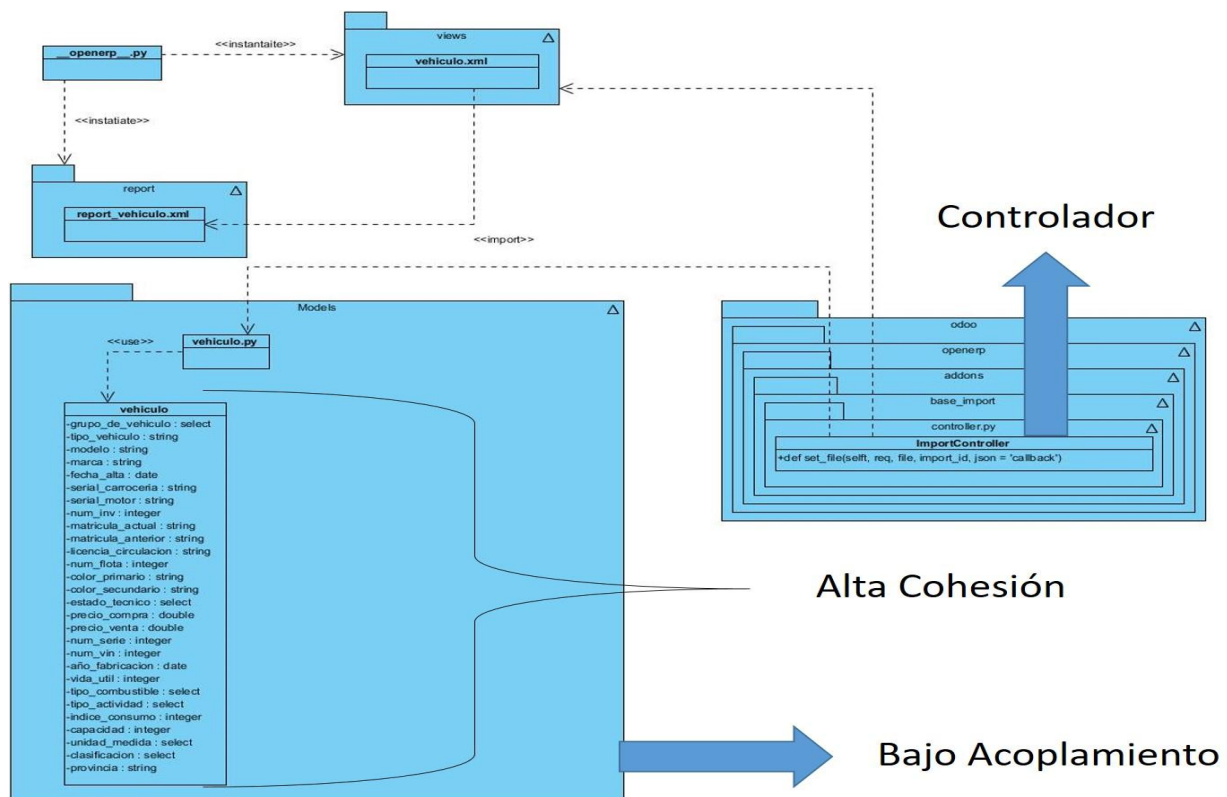 views
<<instantaite>>
__openerp__.py
vehiculo.xml
<<instatiate>>
report
report_vehiculo.xml
<<import>>
Controlador
Models
<<use>>
vehiculo.py
odoo
openerp
addons
base_import
controller.py
ImportController
+def set_file(selft, req, file, import_id, json = 'callback')
vehiculo
-grupo_de_vehiculo : select
-tipo_vehiculo : string
-modelo : string
-marca : string
-fecha_alta : date
-serial_carroceria : string
-serial_motor : string
-num_inv : integer
-matricula_actual : string
-matricula_anterior : string
-licencia_circulacion : string
-num_flota : integer
-color_primario : string
-color_secundario : string
-estado_tecnico : select
-precio_compra : double
-precio_venta : double
-num_serie : integer
-num_vin : integer
-año_fabricacion : date
-vida_util : integer
-tipo_combustible : select
-tipo_actividad : select
-indice_consumo : integer
-capacidad : integer
-unidad_medida : select
-clasificacion : select
-provincia : string
Alta Cohesión
Bajo Acoplamiento